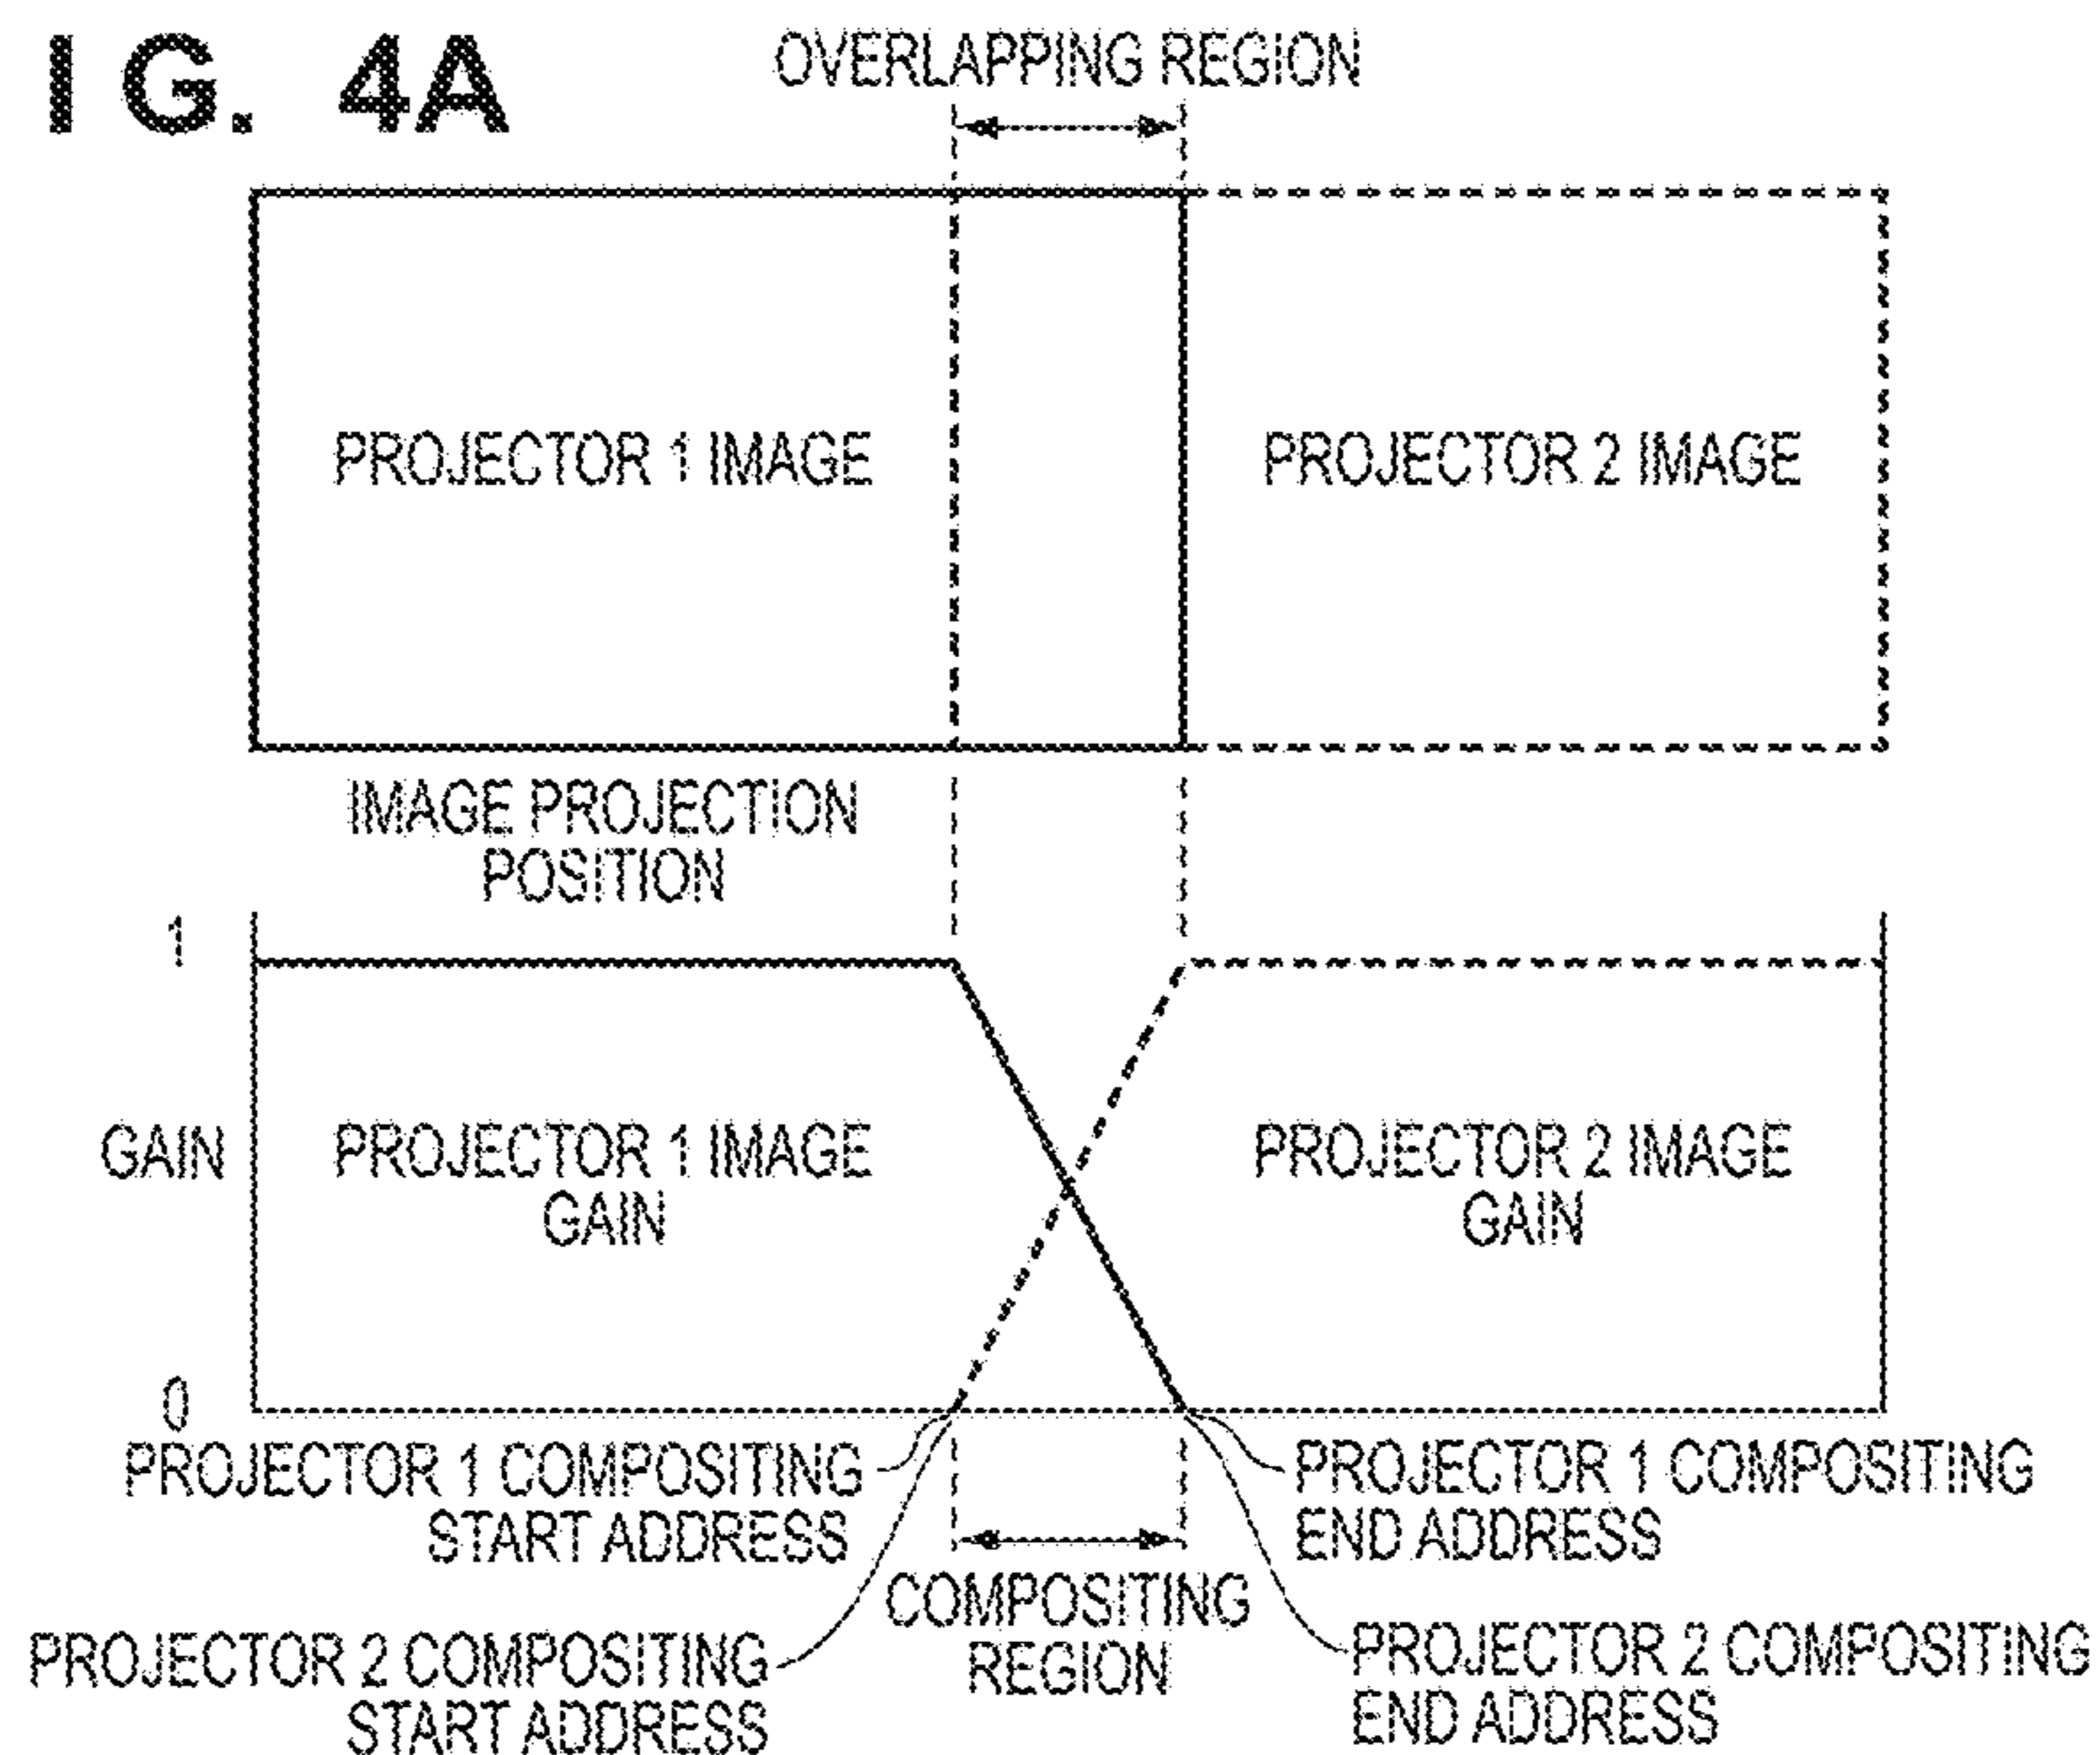 IG. 4A
OVERLAPPING REGION
PROJECTOR 1 IMAGE
PROJECTOR 2 IMAGE
IMAGE PROJECTION
POSITION
1
GAIN
PROJECTOR 1 IMAGE
GAIN
PROJECTOR 2 IMAGE
GAIN
0
PROJECTOR 1 COMPOSITING
START ADDRESS
PROJECTOR 1 COMPOSITING
END ADDRESS
COMPOSITING
REGION
PROJECTOR 2 COMPOSITING
START ADDRESS
PROJECTOR 2 COMPOSITING
END ADDRESS